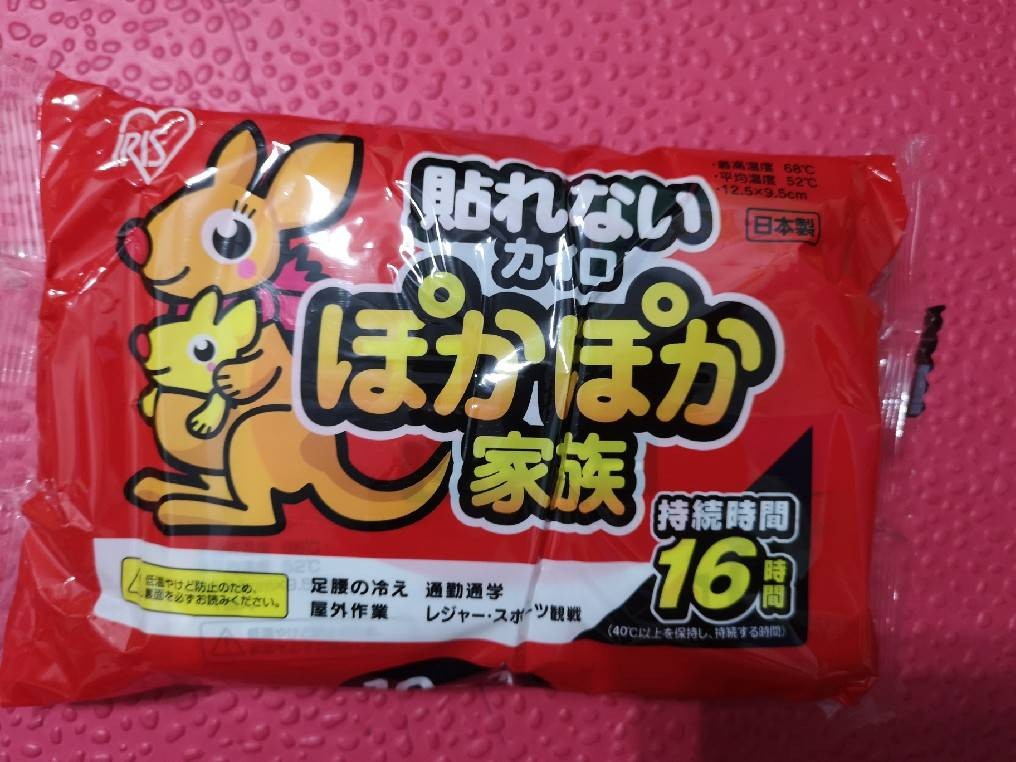 IRIS
・最高温度 68℃
・平均温度 52℃
・12.5×9.5cm
日本製
貼れない
カイロ
ぽかぽか
家族
持続時間
16時間
(40℃以上を保持し、持続する時間)
低温やけど防止のため、
裏面を必ずお読みください。
足腰の冷え 通勤通学
屋外作業 レジャー・スポーツ観戦